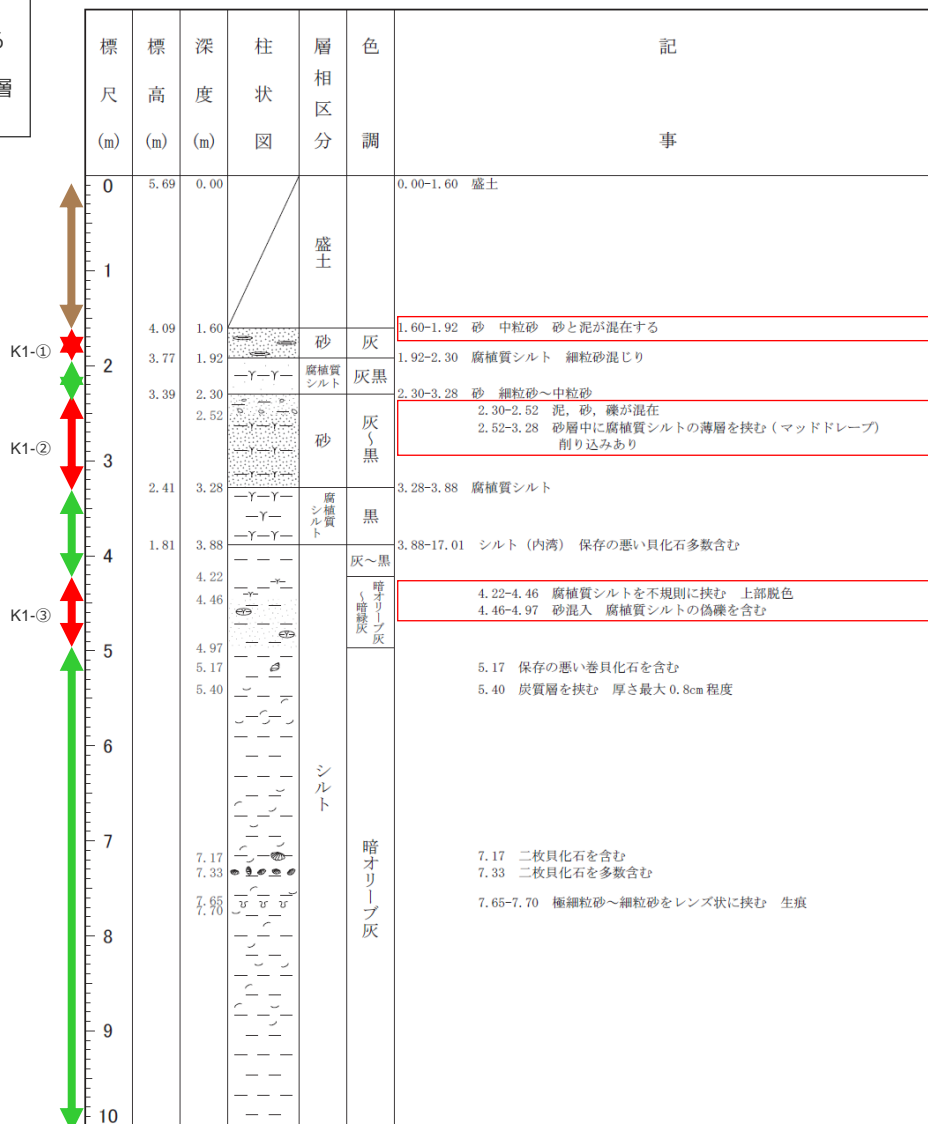 る
層
標尺(m)
標高(m)
深度(m)
柱状図
層相区分
色調
記事
0 5.69 0.00 0.00-1.60 盛土
盛土
1
4.09 1.60 1.60-1.92 砂 中粒砂 砂と泥が混在する
砂 灰
K1-①
3.77 1.92 1.92-2.30 腐植質シルト 細粒砂混じり
2
腐植質シルト 灰黒
3.39 2.30 2.30-3.28 砂 細粒砂～中粒砂
2.52 2.30-2.52 泥，砂，礫が混在
2.52-3.28 砂層中に腐植質シルトの薄層を挟む(マッドドレープ)
削り込みあり
砂 灰～黒
K1-②
3
2.41 3.28 3.28-3.88 腐植質シルト
腐植質シルト 黒
1.81 3.88 3.88-17.01 シルト（内湾） 保存の悪い貝化石多数含む
4
灰～黒
4.22 4.22-4.46 腐植質シルトを不規則に挟む 上部脱色
4.46 4.46-4.97 砂混入 腐植質シルトの偽礫を含む
暗オリーブ灰～暗緑灰
K1-③
4.97
5
5.17 5.17 保存の悪い巻貝化石を含む
5.40 5.40 炭質層を挟む 厚さ最大 0.8cm 程度
6
シルト
7
7.17 7.17 二枚貝化石を含む
7.33 7.33 二枚貝化石を多数含む
暗オリーブ灰
7.65 7.65-7.70 極細粒砂～細粒砂をレンズ状に挟む 生痕
7.70
8
9
10